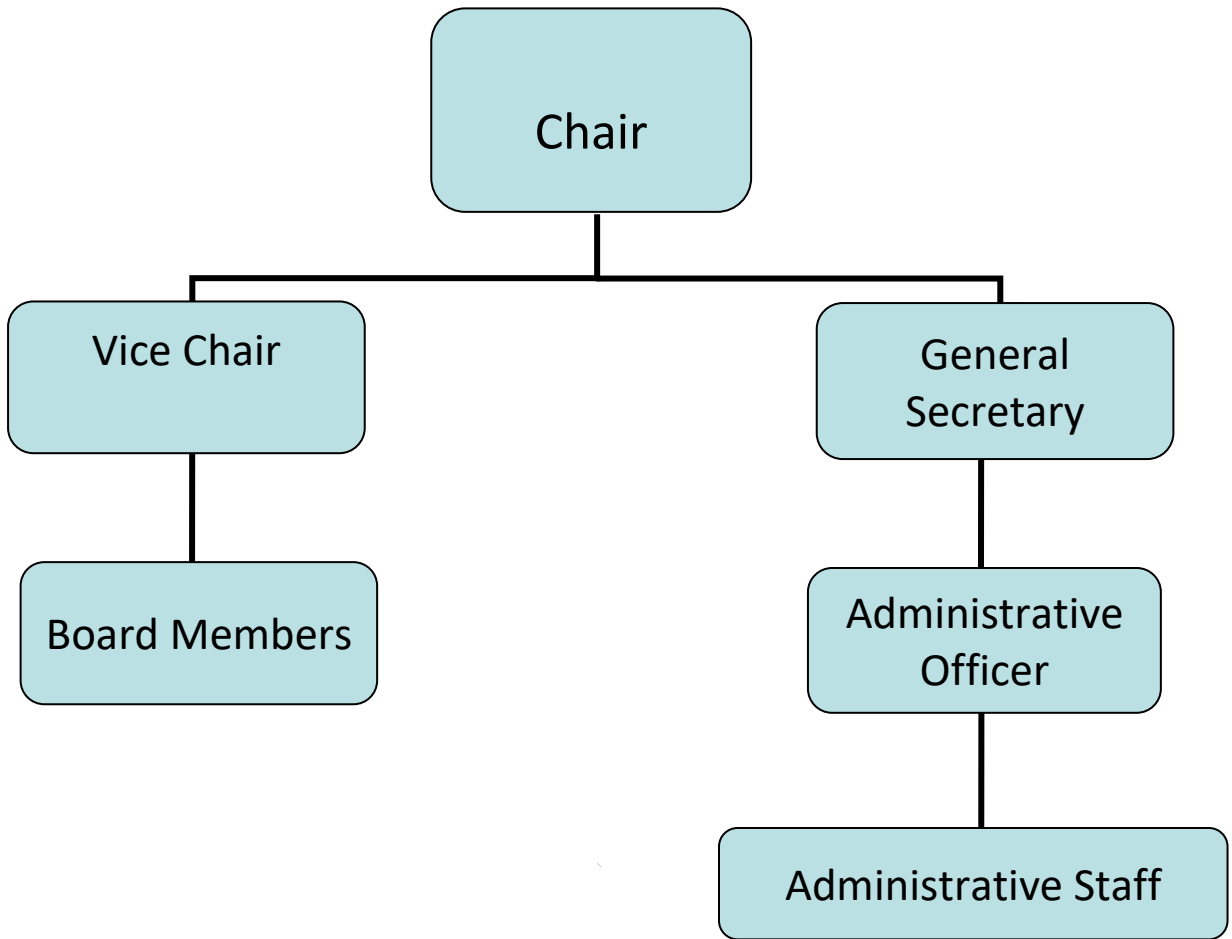 Chair
Vice Chair
General
Secretary
Board Members
Administrative
Officer
Administrative Staff